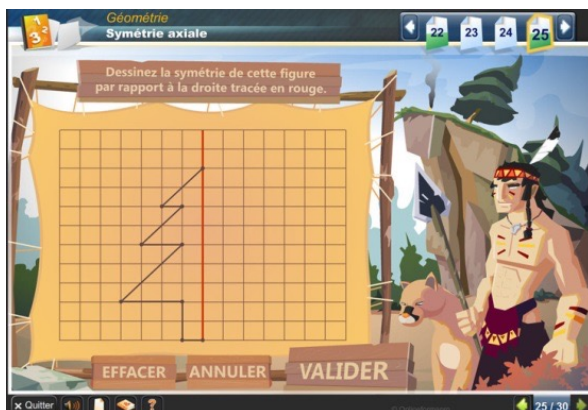 Géométrie
Symétrie axiale
22
23
24
25
Dessinez la symétrie de cette figure
par rapport à la droite tracée en rouge.
EFFACER
ANNULER
VALIDER
x Quitter
?
25 / 30